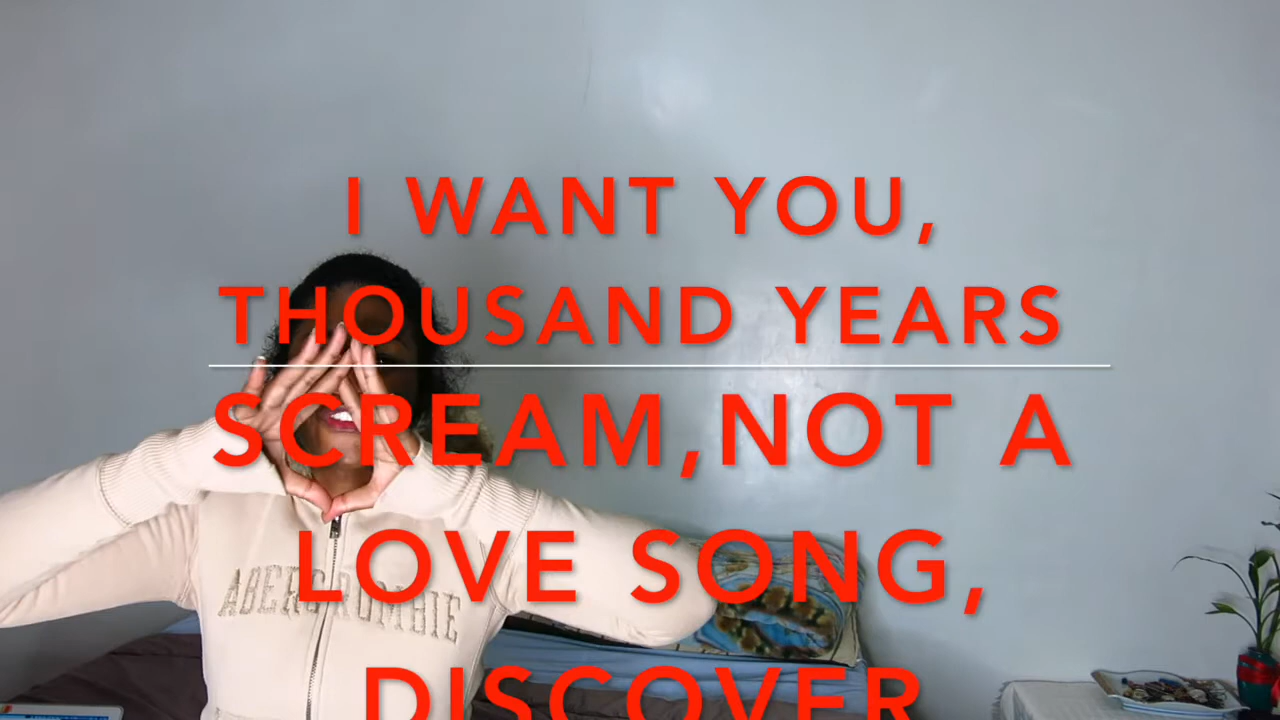 I WANT YOU,
THOUSAND YEARS
SCREAM,NOT A
LOVE SONG,
DISCOVER
ABERCROMBIE